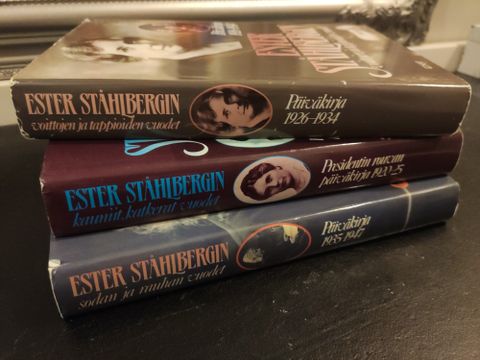 ESTER STÅHLBERGIN
voittojen ja tappioiden vuodet
Päiväkirja
1926-1934
ESTER STÅHLBERGIN
kauniit, katkerat vuodet
Presidentin rouvan
päiväkirja 1920-25
ESTER STÅHLBERGIN
sodan ja rauhan vuodet
Päiväkirja
1935-1947